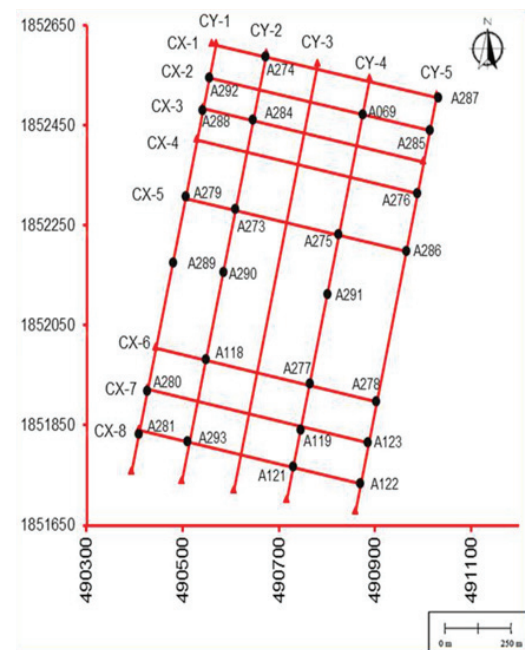 1852650
CY-1
CY-2
N
CX-1
CY-3
CX-2
A274
CY-4
CY-5
CX-3
A292
A287
A284
A069
A288
A285
1852450
CX-4
A276
CX-5
A279
A273
A275
1852250
A286
A289
A290
A291
1852050
CX-6
A118
A277
A278
CX-7
A280
1851850
CX-8
A281
A293
A119
A123
A121
A122
1851650
490300
490500
490700
490900
491100
0 m
250 m